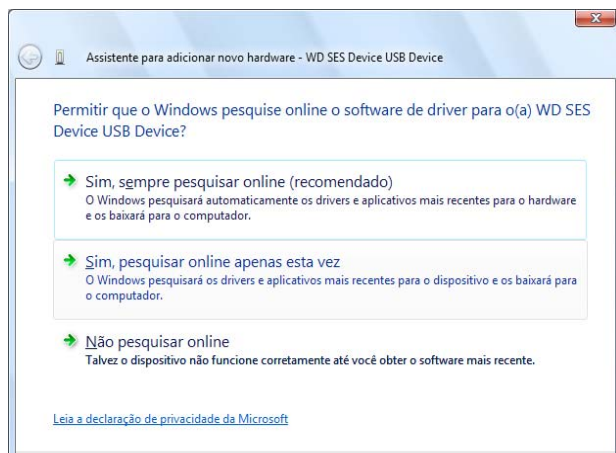 Assistente para adicionar novo hardware - WD SES Device USB Device
Permitir que o Windows pesquise online o software de driver para o(a) WD SES
Device USB Device?
Sim, sempre pesquisar online (recomendado)
O Windows pesquisará automaticamente os drivers e aplicativos mais recentes para o hardware
e os baixará para o computador.
Sim, pesquisar online apenas esta vez
O Windows pesquisará os drivers e aplicativos mais recentes para o dispositivo e os baixará para
o computador.
Não pesquisar online
Talvez o dispositivo não funcione corretamente até você obter o software mais recente.
Leia a declaração de privacidade da Microsoft